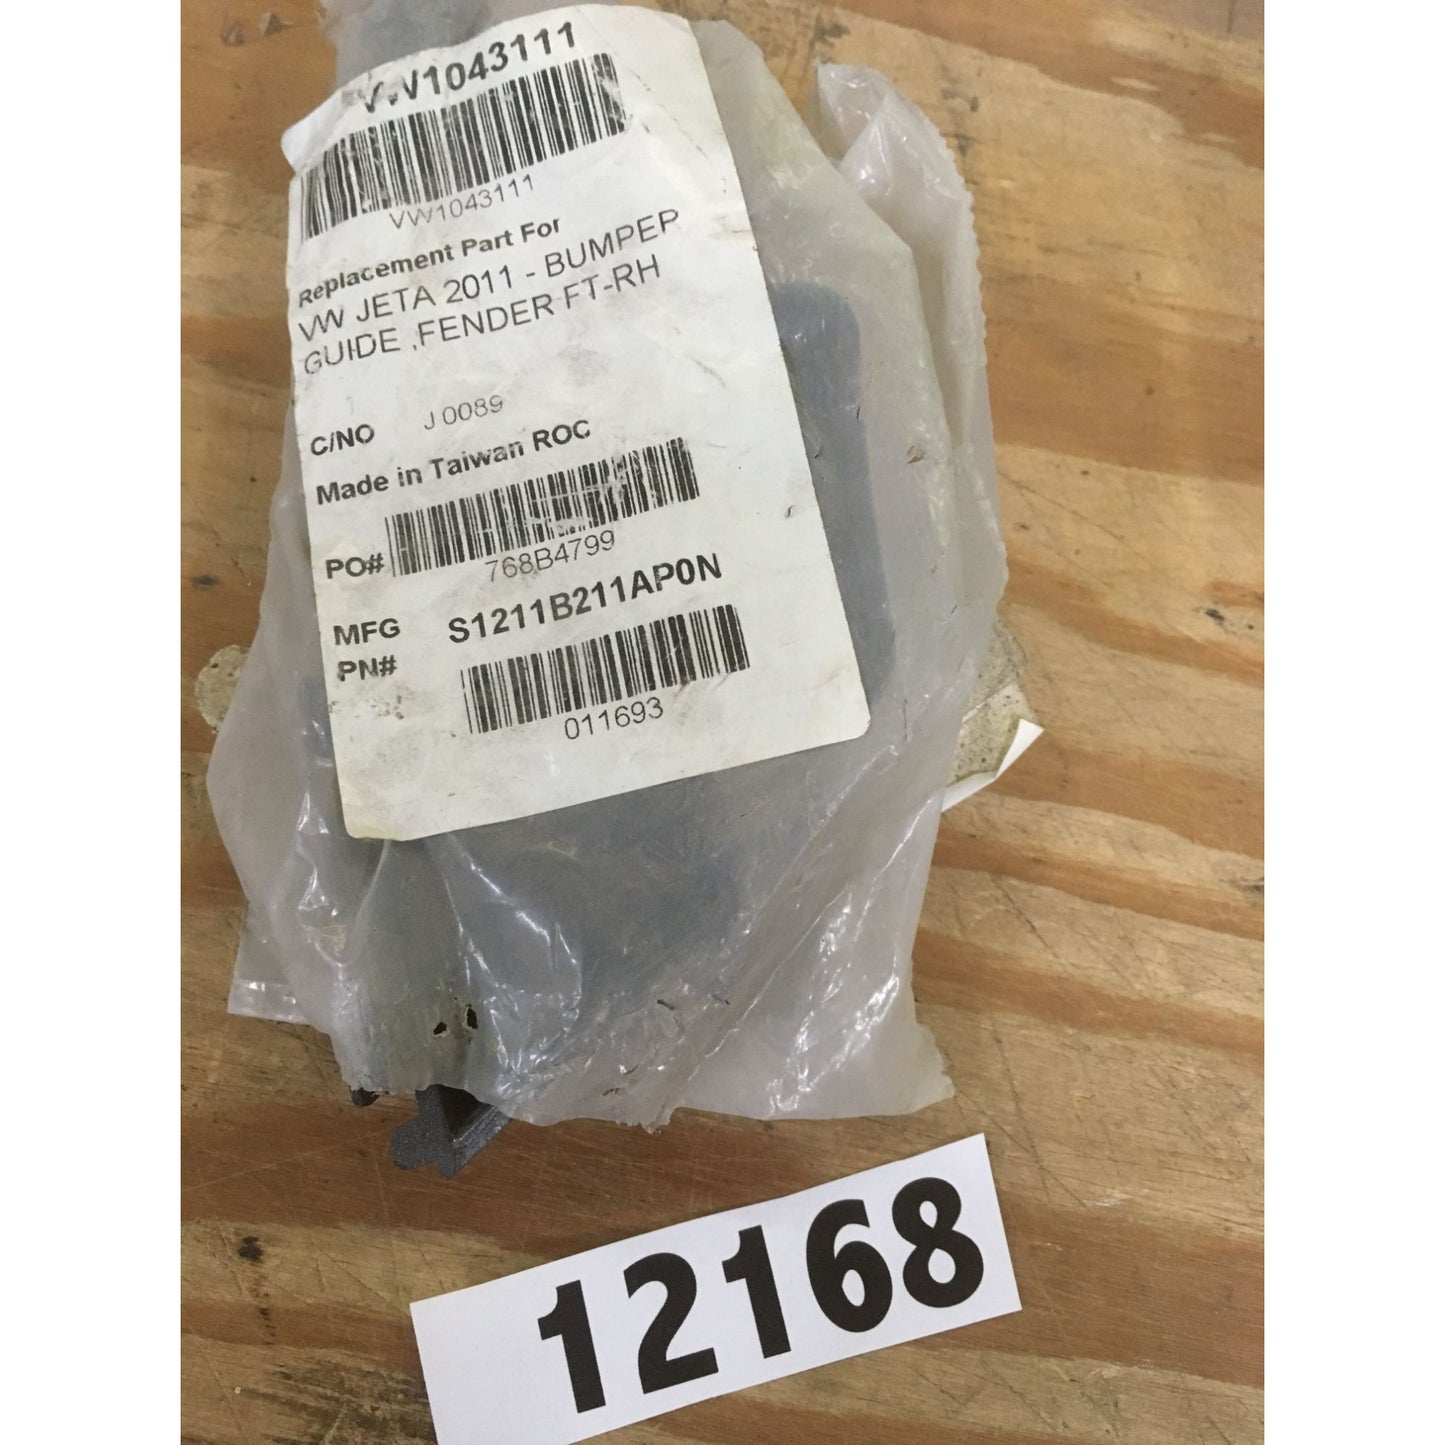 VW1043111
VW1043111
Replacement Part For
VW JETA 2011 - BUMPER
GUIDE ,FENDER FT-RH
C/NO J 0089
Made in Taiwan ROC
PO# 768B4799
MFG S1211B211AP0N
PN#
011693
12168